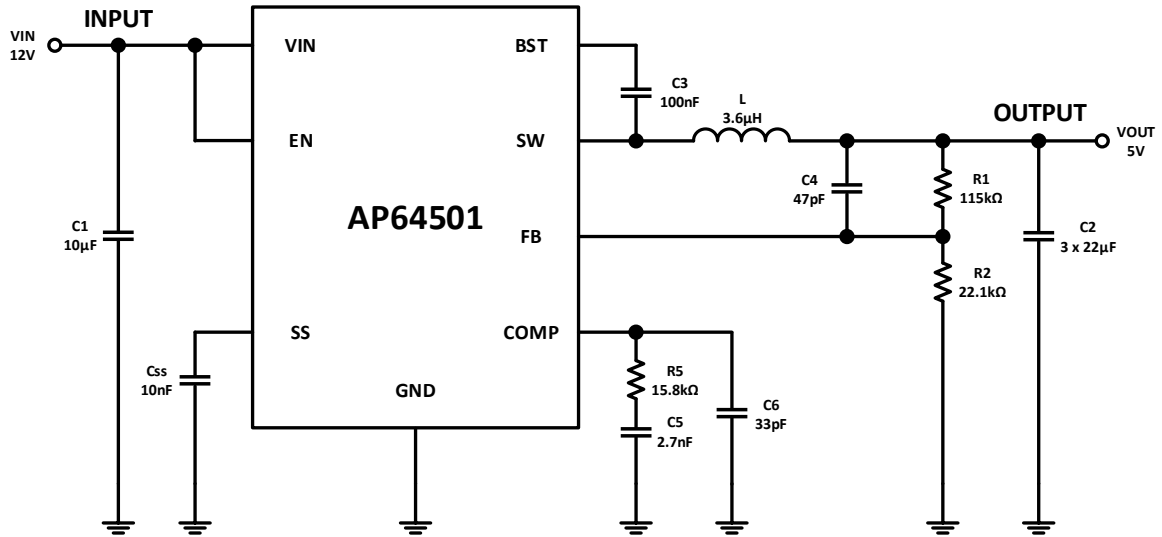 INPUT
VIN
12V
VIN
BST
C3
100nF
L
3.6µH
OUTPUT
VOUT
5V
EN
SW
C4
47pF
R1
115kΩ
AP64501
C1
10µF
FB
C2
3 x 22µF
R2
22.1kΩ
SS
COMP
Css
10nF
GND
R5
15.8kΩ
C5
2.7nF
C6
33pF